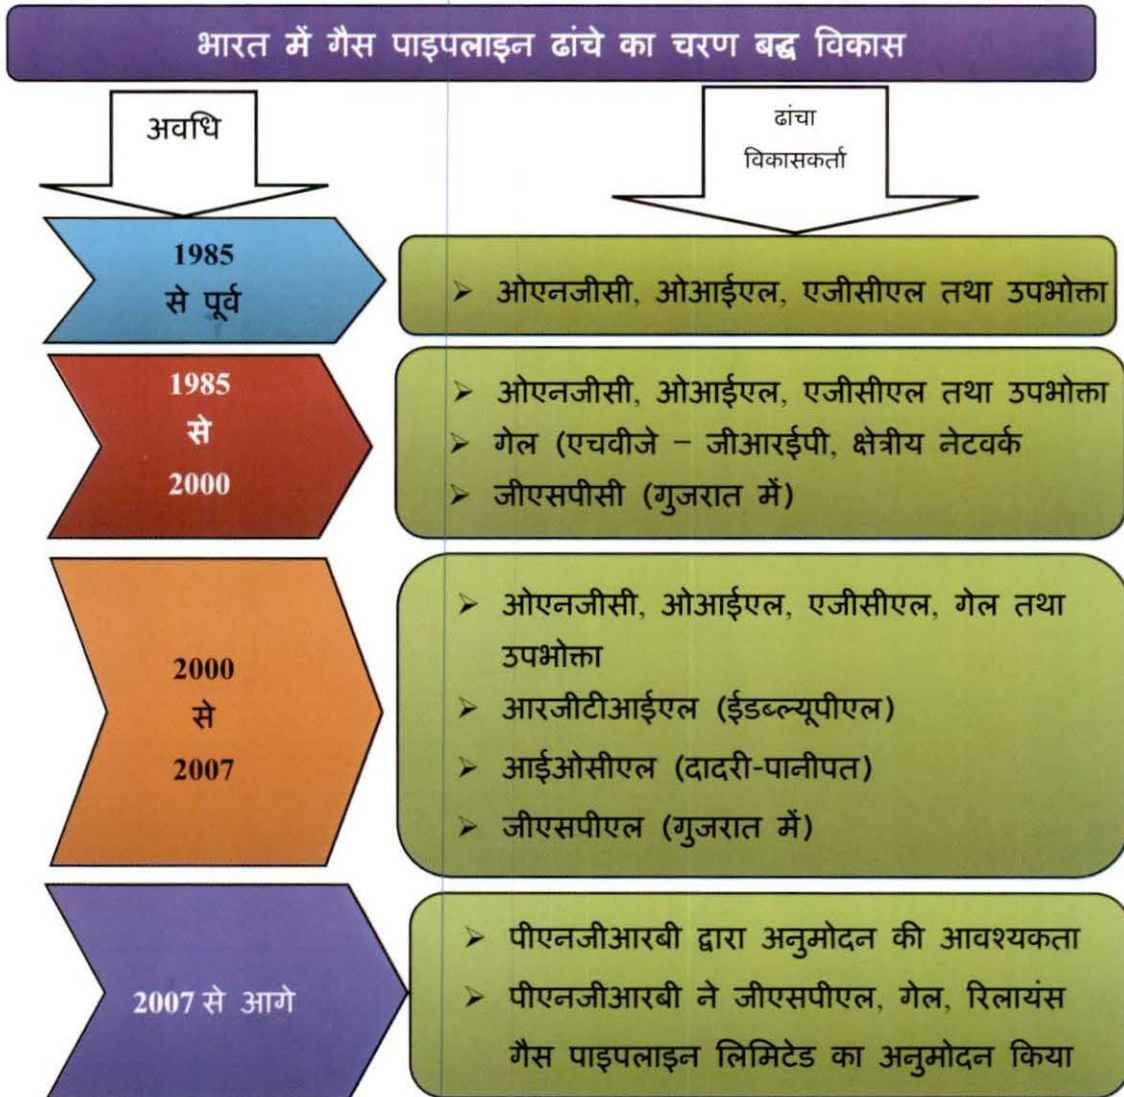 भारत में गैस पाइपलाइन ढांचे का चरण बद्ध विकास
अवधि
ढांचा
विकासकर्ता
1985
से पूर्व
➢ ओएनजीसी, ओआईएल, एजीसीएल तथा उपभोक्ता
1985
से
2000
➢ ओएनजीसी, ओआईएल, एजीसीएल तथा उपभोक्ता
➢ गेल (एचवीजे – जीआरईपी, क्षेत्रीय नेटवर्क
➢ जीएसपीसी (गुजरात में)
2000
से
2007
➢ ओएनजीसी, ओआईएल, एजीसीएल, गेल तथा
उपभोक्ता
➢ आरजीटीआईएल (ईडब्ल्यूपीएल)
➢ आईओसीएल (दादरी-पानीपत)
➢ जीएसपीएल (गुजरात में)
2007 से आगे
➢ पीएनजीआरबी द्वारा अनुमोदन की आवश्यकता
➢ पीएनजीआरबी ने जीएसपीएल, गेल, रिलायंस
गैस पाइपलाइन लिमिटेड का अनुमोदन किया